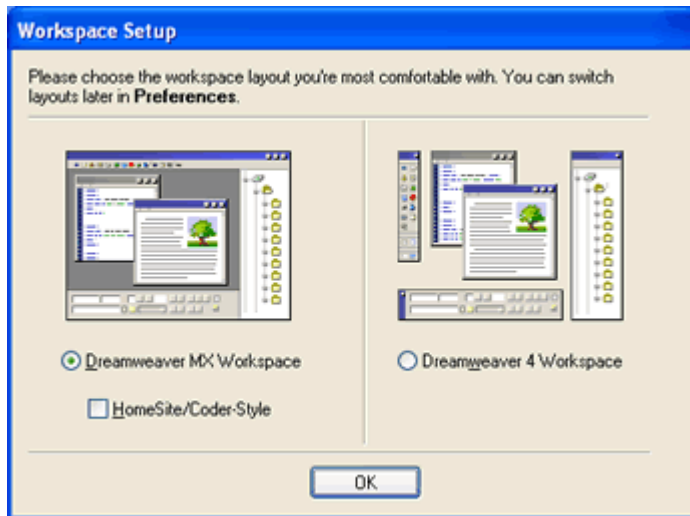 Workspace Setup
Please choose the workspace layout you're most comfortable with. You can switch
layouts later in Preferences.
Dreamweaver MX Workspace
Dreamweaver 4 Workspace
HomeSite/Coder-Style
OK